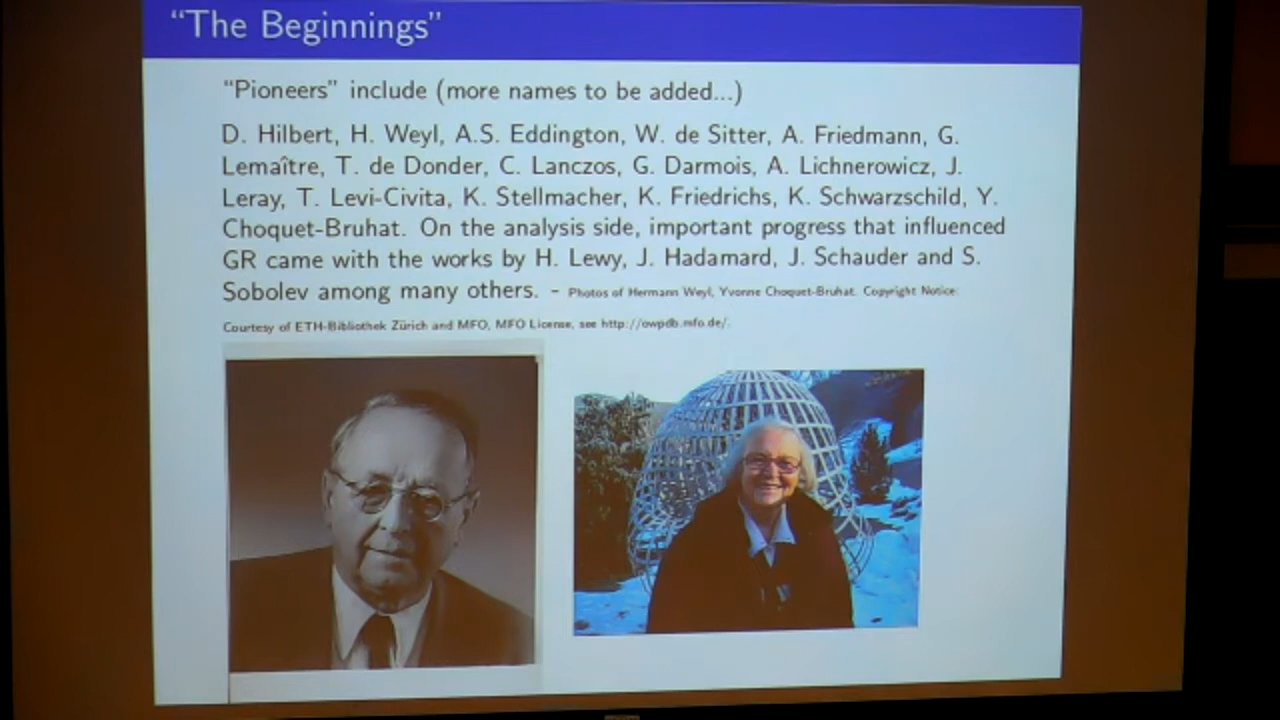 “The Beginnings”
“Pioneers” include (more names to be added...)
D. Hilbert, H. Weyl, A.S. Eddington, W. de Sitter, A. Friedmann, G.
Lemaître, T. de Donder, C. Lanczos, G. Darmois, A. Lichnerowicz, J.
Leray, T. Levi-Civita, K. Stellmacher, K. Friedrichs, K. Schwarzschild, Y.
Choquet-Bruhat. On the analysis side, important progress that influenced
GR came with the works by H. Lewy, J. Hadamard, J. Schauder and S.
Sobolev among many others. - Photos of Hermann Weyl, Yvonne Choquet-Bruhat. Copyright Notice:
Courtesy of ETH-Bibliothek Zürich and MFO, MFO License, see http://owpdb.mfo.de/.